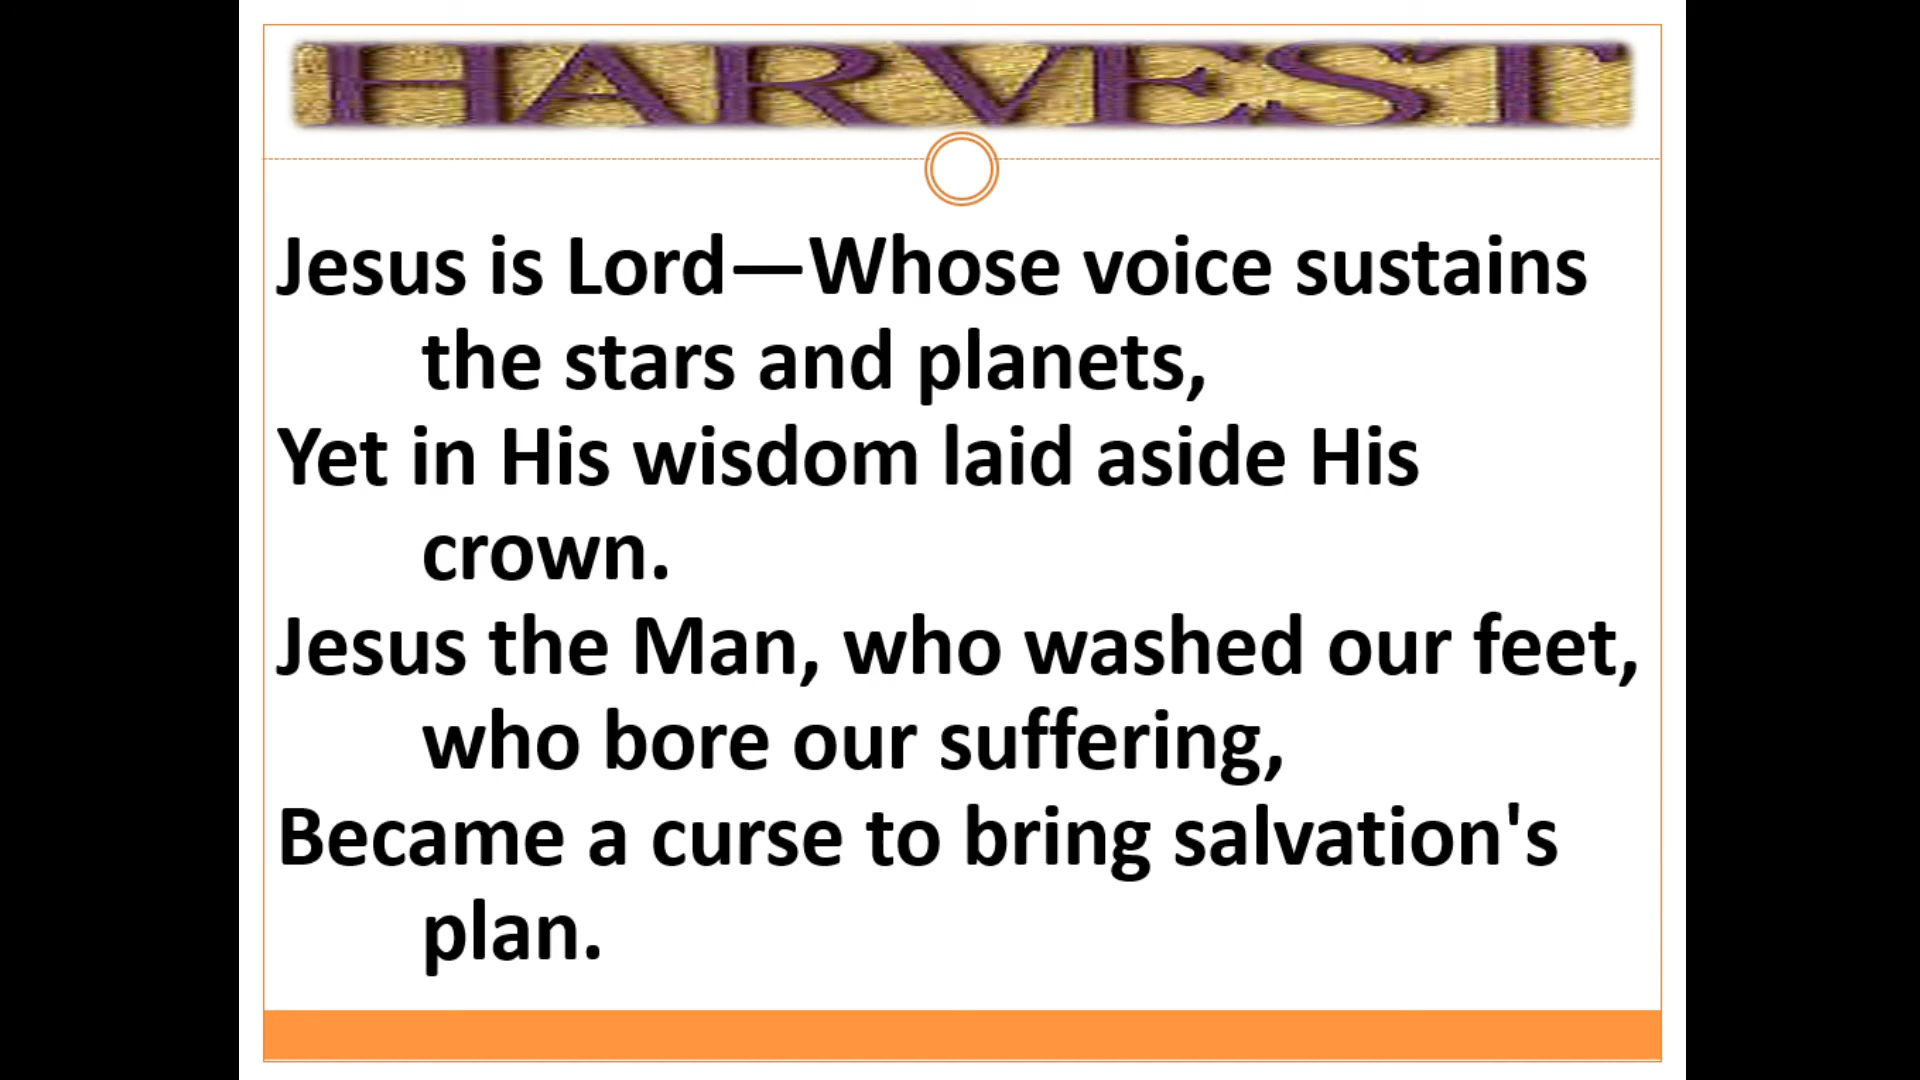 HARVEST
Jesus is Lord—Whose voice sustains
the stars and planets,
Yet in His wisdom laid aside His
crown.
Jesus the Man, who washed our feet,
who bore our suffering,
Became a curse to bring salvation's
plan.